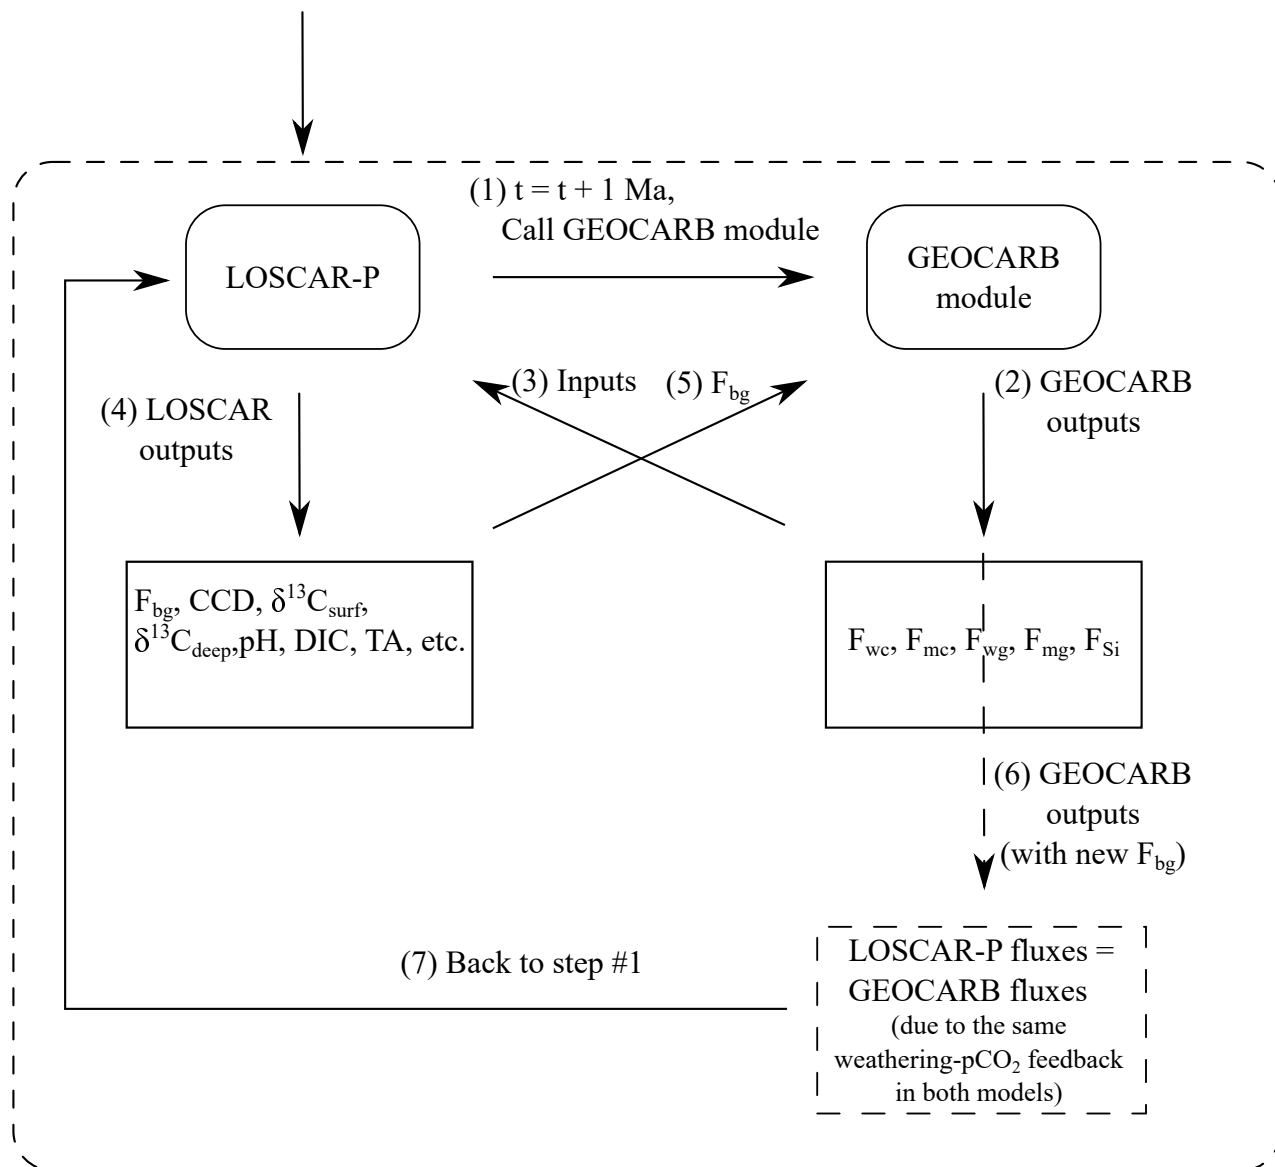 (1) t = t + 1 Ma,
Call GEOCARB module
LOSCAR-P
GEOCARB
module
(3) Inputs
(5) F_bg
(2) GEOCARB
outputs
(4) LOSCAR
outputs
F_bg, CCD, δ¹³C_surf,
δ¹³C_deep,pH, DIC, TA, etc.
F_wc, F_mc, F_wg, F_mg, F_Si
(6) GEOCARB
outputs
(with new F_bg)
(7) Back to step #1
LOSCAR-P fluxes =
GEOCARB fluxes
(due to the same
weathering-pCO₂ feedback
in both models)